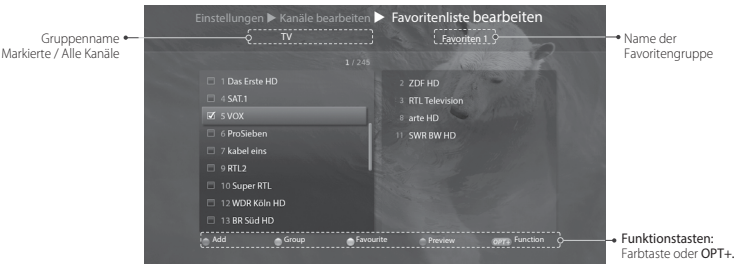 Einstellungen ▶ Kanäle bearbeiten ▶ Favoritenliste bearbeiten
Gruppenname
Markierte / Alle Kanäle
TV
Favoriten 1
Name der
Favoritengruppe
1 / 245
1 Das Erste HD
4 SAT.1
5 VOX
6 ProSieben
7 kabel eins
9 RTL2
10 Super RTL
12 WDR Köln HD
13 BR Süd HD
2 ZDF HD
3 RTL Television
8 arte HD
11 SWR BW HD
Add Group Favourite Preview OPT+ Function
Funktionstasten:
Farbtaste oder OPT+.